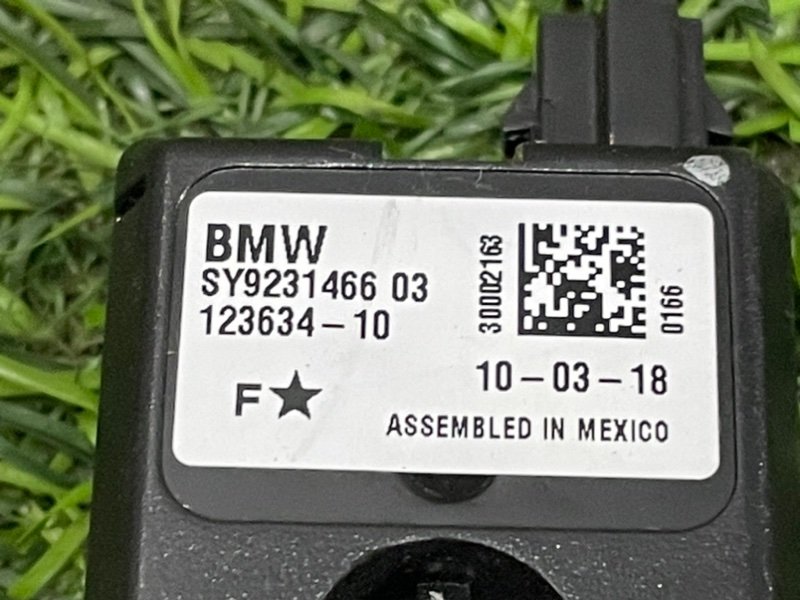 BMW
SY9231466 03
123634-10
30002163
0166
10-03-18
F★
ASSEMBLED IN MEXICO